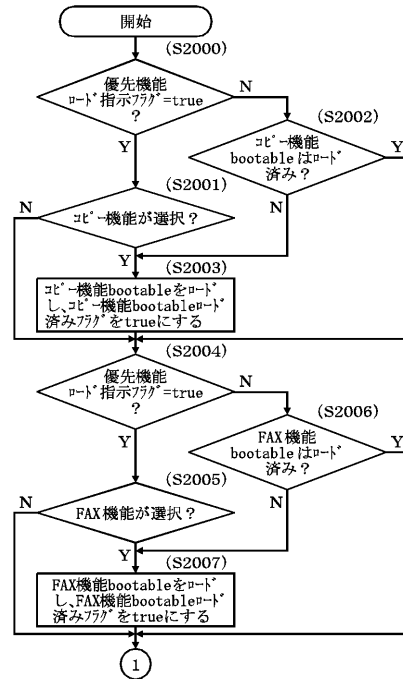 開始
(S2000)
優先機能
ﾛｰﾄﾞ指示ﾌﾗｸﾞ=true
?
N
Y
(S2002)
ｺﾋﾟｰ機能
bootableはﾛｰﾄﾞ
済み?
Y
N
(S2001)
N
ｺﾋﾟｰ機能が選択?
Y
(S2003)
ｺﾋﾟｰ機能bootableをﾛｰﾄﾞ
し､ｺﾋﾟｰ機能bootableﾛｰﾄﾞ
済みﾌﾗｸﾞをtrueにする
(S2004)
優先機能
ﾛｰﾄﾞ指示ﾌﾗｸﾞ=true
?
N
Y
(S2006)
FAX機能
bootableはﾛｰﾄﾞ
済み?
Y
N
(S2005)
N
FAX機能が選択?
Y
(S2007)
FAX機能bootableをﾛｰﾄﾞ
し､FAX機能bootableﾛｰﾄﾞ
済みﾌﾗｸﾞをtrueにする
1